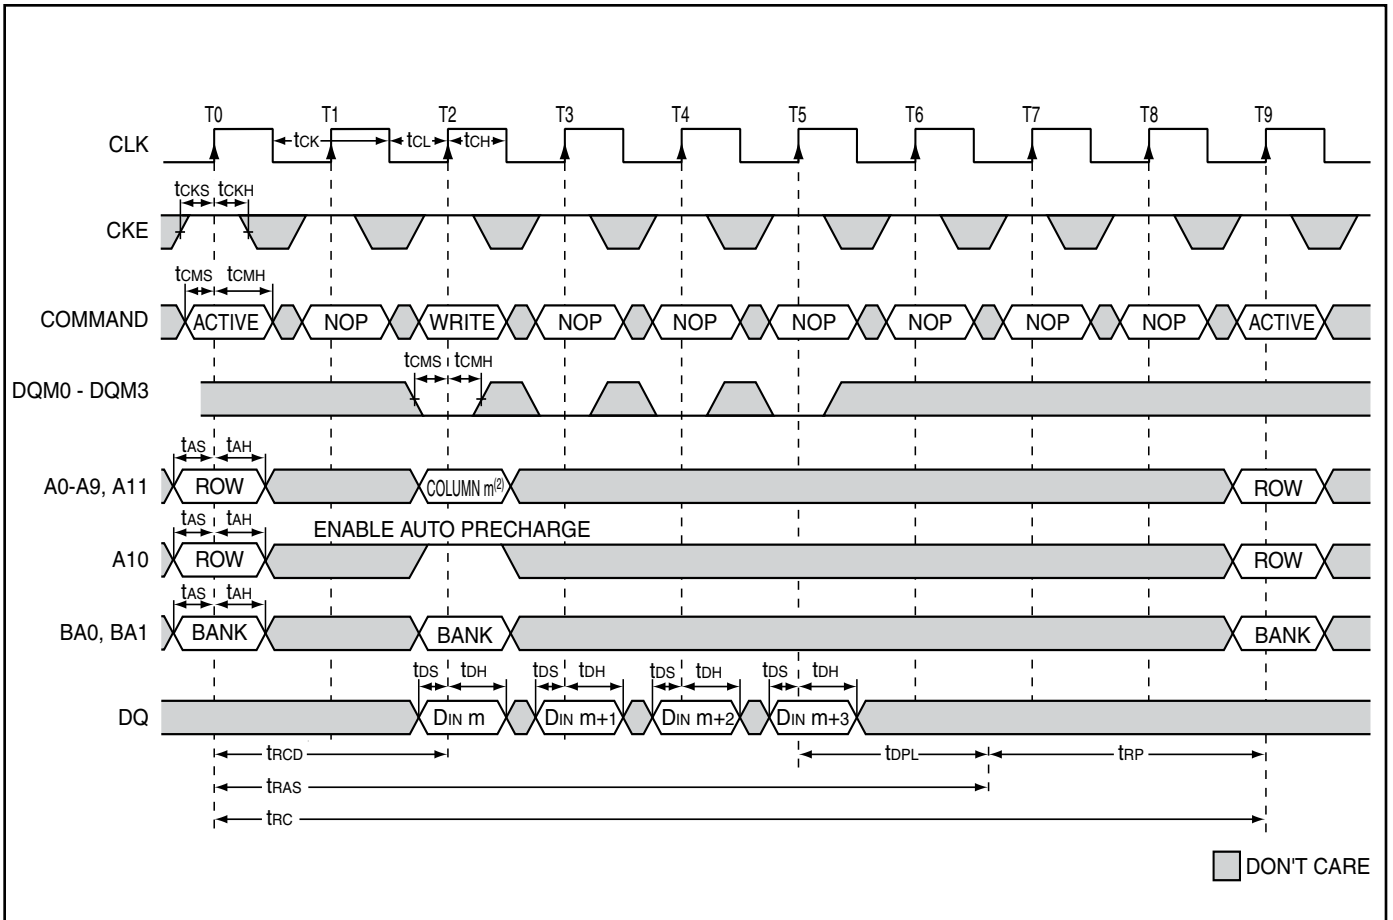 T0 T1 T2 T3 T4 T5 T6 T7 T8 T9
CLK tCK tCL tCH
tCKS tCKH
CKE
tCMS tCMH
COMMAND ACTIVE NOP WRITE NOP NOP NOP NOP NOP NOP ACTIVE
tCMS tCMH
DQM0 - DQM3
tAS tAH
A0-A9, A11 ROW COLUMN m(2) ROW
tAS tAH ENABLE AUTO PRECHARGE
A10 ROW ROW
tAS tAH
BA0, BA1 BANK BANK BANK
tDS tDH tDS tDH tDS tDH tDS tDH
DQ DIN m DIN m+1 DIN m+2 DIN m+3
tRCD tDPL tRP
tRAS
tRC
DON'T CARE